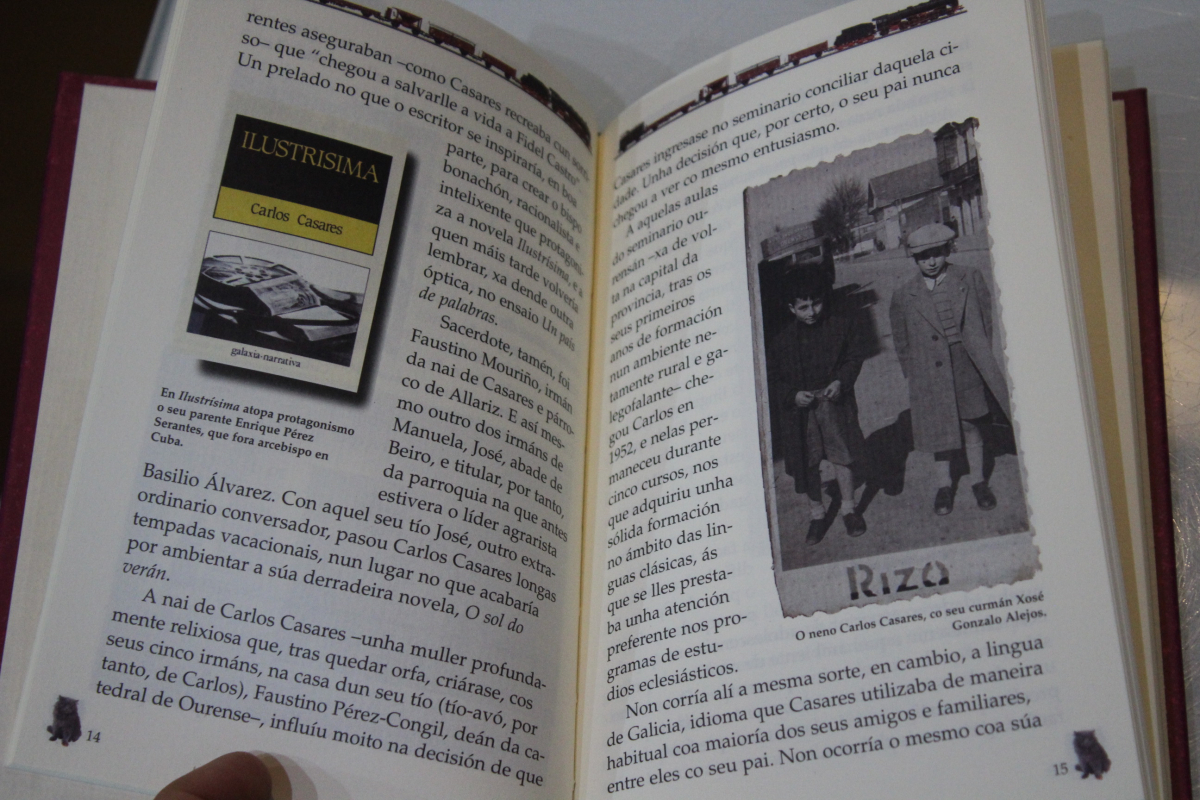 rentes aseguraban –como Casares recreaba cun sorri-
so– que “chegou a salvarlle a vida a Fidel Castro”.
Un prelado no que o escritor se inspiraría, en boa
parte, para crear o bispo
bonachón, racionalista e
intelixente que protagoni-
za a novela Ilustrísima, e a
quen máis tarde volvería
lembrar, xa dende outra
óptica, no ensaio Un país
de palabras.
ILUSTRISIMA
Carlos Casares
galaxia-narrativa
En Ilustrísima atopa protagonismo
o seu parente Enrique Pérez
Serantes, que fora arcebispo en
Cuba.
Sacerdote, tamén, foi
Faustino Mouriño, irmán
da nai de Casares e párro-
co de Allariz. E así mes-
mo outro dos irmáns de
Manuela, José, abade de
Beiro, e titular, por tanto,
da parroquia na que antes
estivera o líder agrarista
Basilio Álvarez. Con aquel seu tío José, outro extra-
ordinario conversador, pasou Carlos Casares longas
tempadas vacacionais, nun lugar no que acabaría
por ambientar a súa derradeira novela, O sol do
verán.
A nai de Carlos Casares –unha muller profunda-
mente relixiosa que, tras quedar orfa, criárase, cos
seus cinco irmáns, na casa dun seu tío (tío-avó, por
tanto, de Carlos), Faustino Pérez-Congil, deán da ca-
tedral de Ourense–, influíu moito na decisión de que
14
Casares ingresase no seminario conciliar daquela ci-
dade. Unha decisión que, por certo, o seu pai nunca
chegou a ver co mesmo entusiasmo.
A aquelas aulas
do seminario ou-
rensán –xa de vol-
ta na capital da
provincia, tras os
seus primeiros
anos de formación
nun ambiente ne-
tamente rural e ga-
legofalante– che-
gou Carlos en
1952, e nelas per-
maneceu durante
cinco cursos, nos
que adquiriu unha
sólida formación
no ámbito das lin-
guas clásicas, ás
que se lles presta-
ba unha atención
preferente nos pro-
gramas de estu-
dios eclesiásticos.
Rizo
O neno Carlos Casares, co seu curmán Xosé
Gonzalo Alejos.
Non corría alí a mesma sorte, en cambio, a lingua
de Galicia, idioma que Casares utilizaba de maneira
habitual coa maioría dos seus amigos e familiares,
entre eles co seu pai. Non ocorría o mesmo coa súa
15